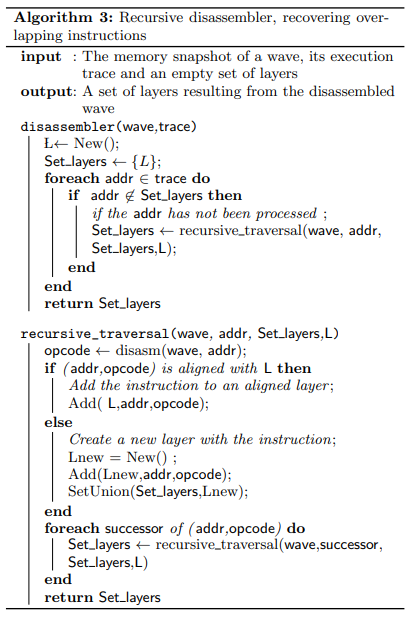 Algorithm 3: Recursive disassembler, recovering over-
lapping instructions
input : The memory snapshot of a wave, its execution
trace and an empty set of layers
output: A set of layers resulting from the disassembled
wave
disassembler(wave,trace)
L← New();
Set_layers ← {L};
foreach addr ∈ trace do
if addr ∉ Set_layers then
if the addr has not been processed ;
Set_layers ← recursive_traversal(wave, addr,
Set_layers,L);
end
end
return Set_layers
recursive_traversal(wave, addr, Set_layers,L)
opcode ← disasm(wave, addr);
if (addr,opcode) is aligned with L then
Add the instruction to an aligned layer;
Add( L,addr,opcode);
else
Create a new layer with the instruction;
Lnew = New() ;
Add(Lnew,addr,opcode);
SetUnion(Set_layers,Lnew);
end
foreach successor of (addr,opcode) do
Set_layers ← recursive_traversal(wave,successor,
Set_layers,L)
end
return Set_layers